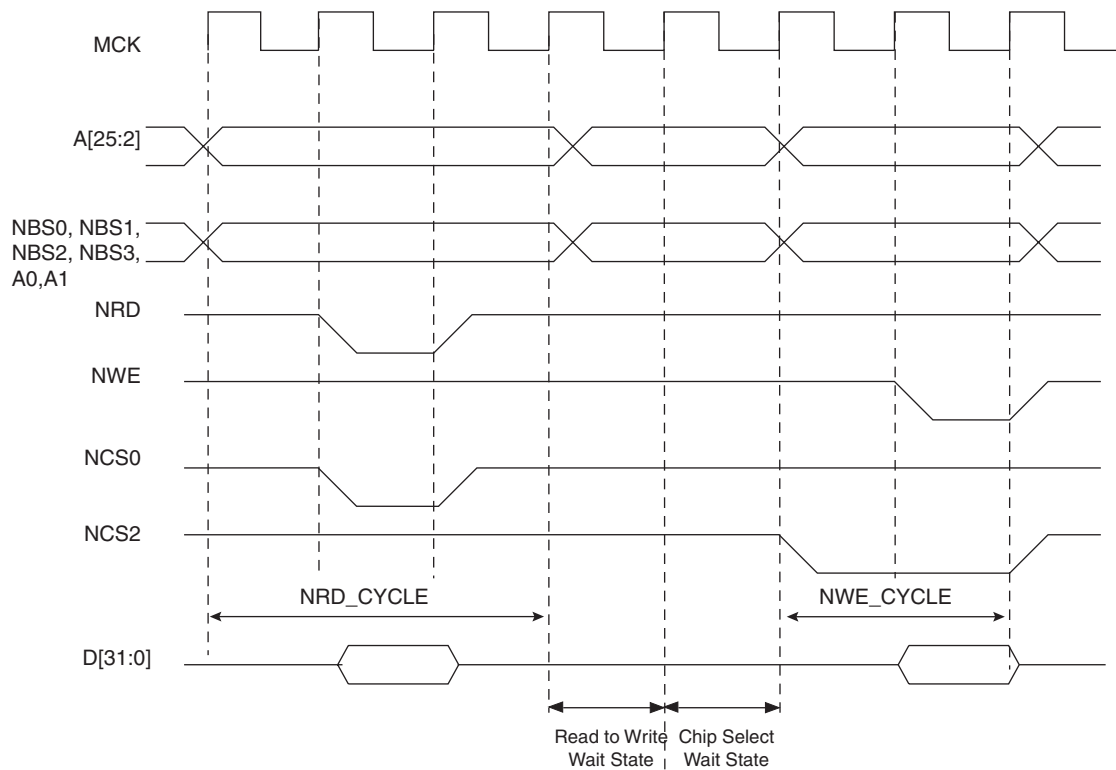 MCK
A[25:2]
NBS0, NBS1,
NBS2, NBS3,
A0,A1
NRD
NWE
NCS0
NCS2
NRD_CYCLE
NWE_CYCLE
D[31:0]
Read to Write
Wait State
Chip Select
Wait State